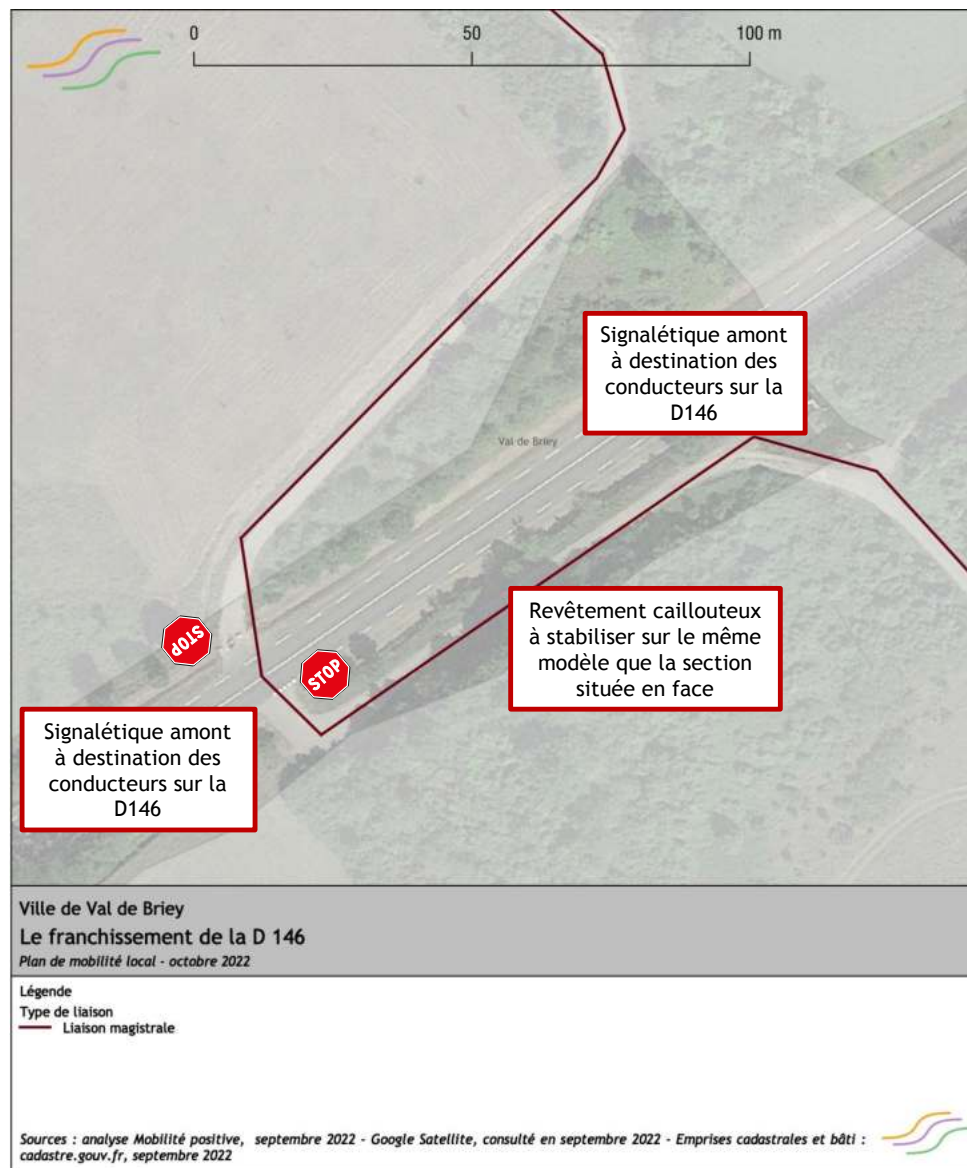 0 50 100 m
Signalétique amont
à destination des
conducteurs sur la
D146
Val de Briey
Revêtement caillouteux
à stabiliser sur le même
modèle que la section
située en face
STOP
STOP
Signalétique amont
à destination des
conducteurs sur la
D146
Ville de Val de Briey
Le franchissement de la D 146
Plan de mobilité local - octobre 2022
Légende
Type de liaison
Liaison magistrale
Sources : analyse Mobilité positive, septembre 2022 - Google Satellite, consulté en septembre 2022 - Emprises cadastrales et bâti :
cadastre.gouv.fr, septembre 2022